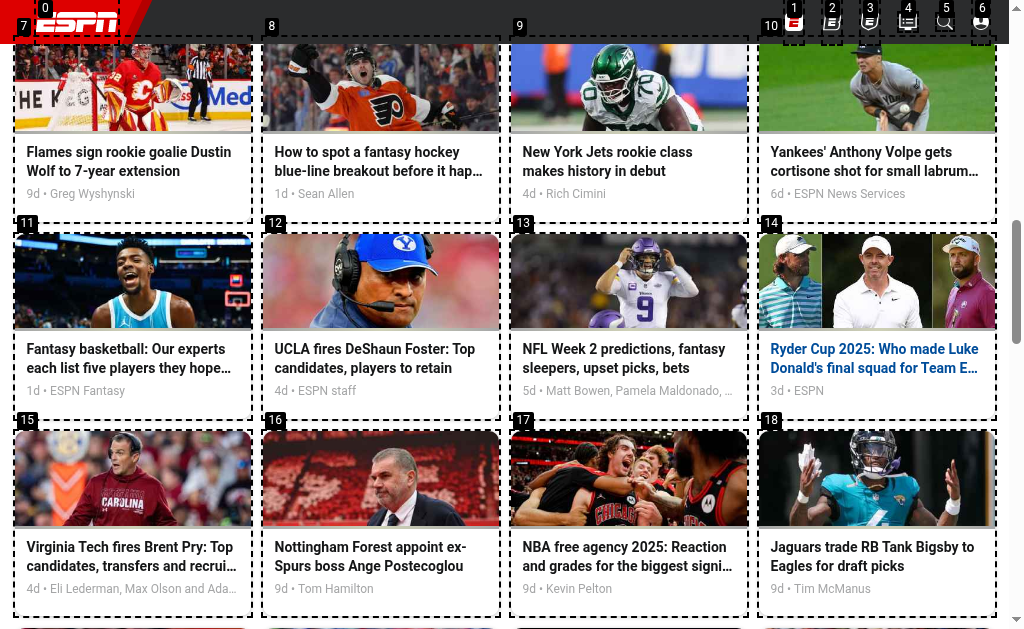 ESPN
0
1
2
3
4
5
6
7
8
9
10
THE K
Med
32
70
YORK
Flames sign rookie goalie Dustin
Wolf to 7-year extension
9d • Greg Wyshynski
How to spot a fantasy hockey
blue-line breakout before it hap…
1d • Sean Allen
New York Jets rookie class
makes history in debut
4d • Rich Cimini
Yankees' Anthony Volpe gets
cortisone shot for small labrum…
6d • ESPN News Services
11
12
13
14
Y
9
Fantasy basketball: Our experts
each list five players they hope…
1d • ESPN Fantasy
UCLA fires DeShaun Foster: Top
candidates, players to retain
4d • ESPN staff
NFL Week 2 predictions, fantasy
sleepers, upset picks, bets
5d • Matt Bowen, Pamela Maldonado, …
Ryder Cup 2025: Who made Luke
Donald's final squad for Team E…
3d • ESPN
15
16
17
18
CAROLINA
CHICAG
Virginia Tech fires Brent Pry: Top
candidates, transfers and recrui…
4d • Eli Lederman, Max Olson and Ada…
Nottingham Forest appoint ex-
Spurs boss Ange Postecoglou
9d • Tom Hamilton
NBA free agency 2025: Reaction
and grades for the biggest signi…
9d • Kevin Pelton
Jaguars trade RB Tank Bigsby to
Eagles for draft picks
9d • Tim McManus